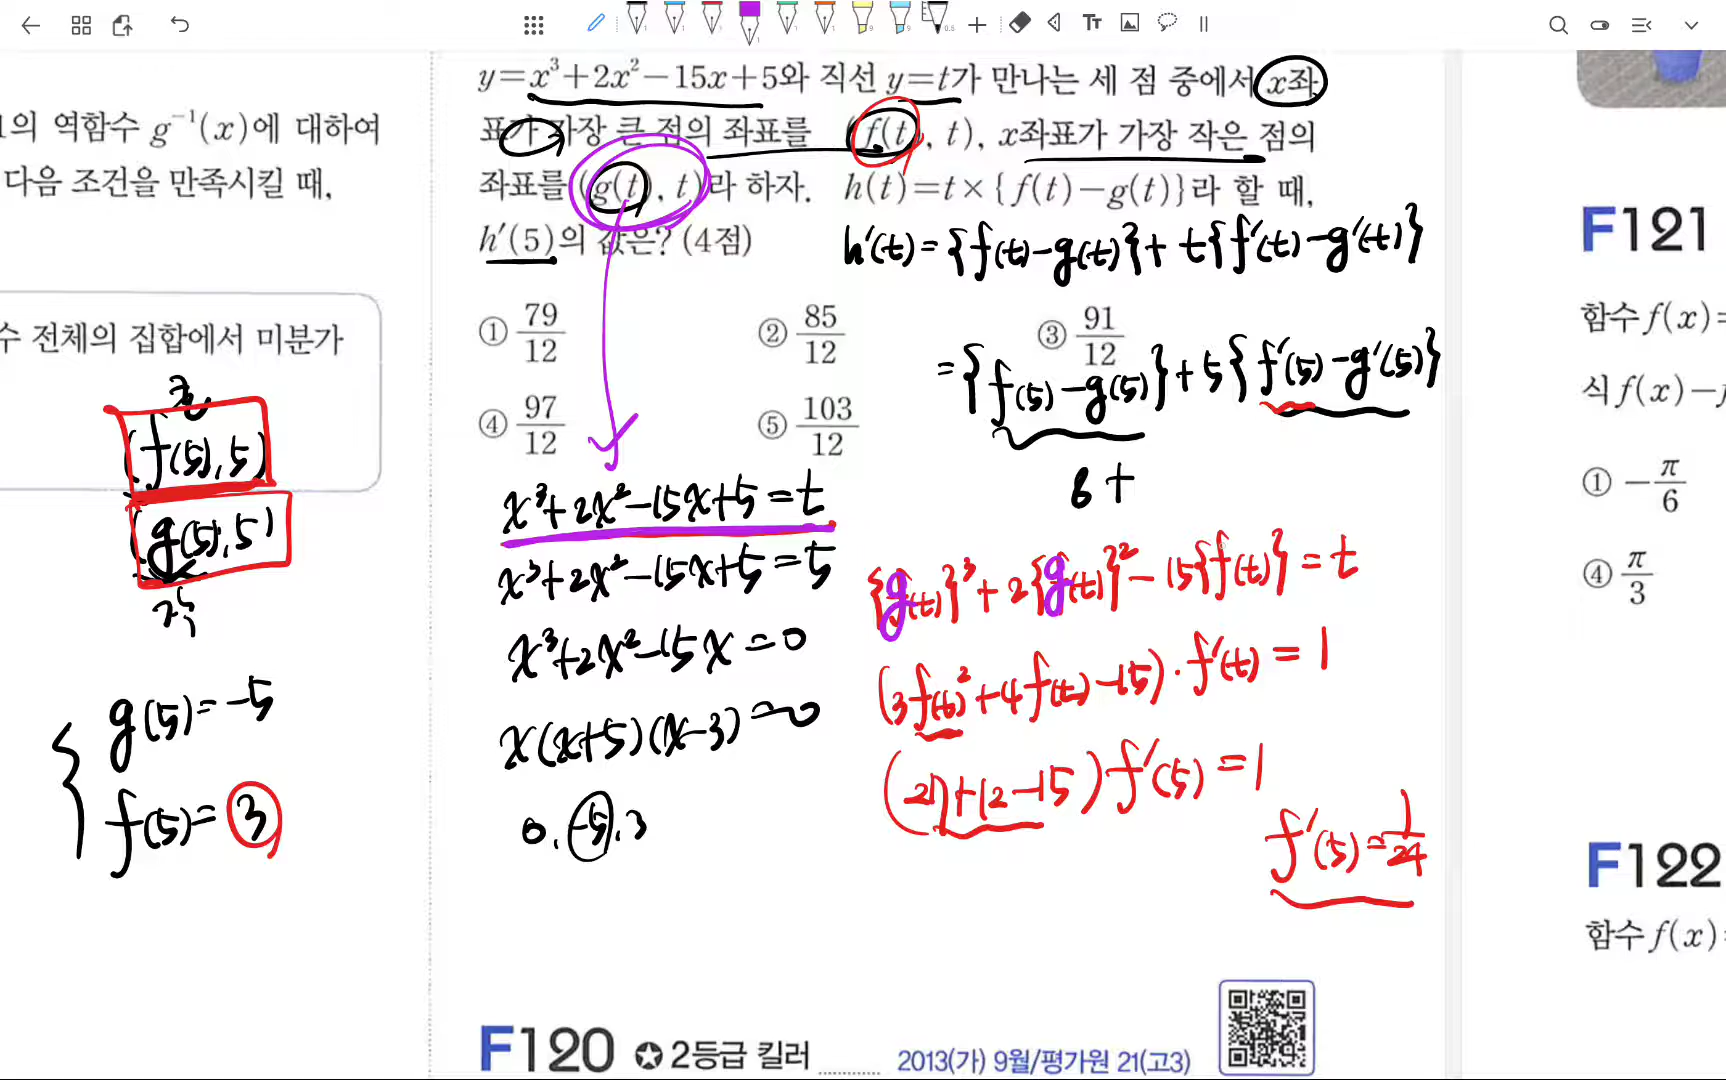 y=x³+2x²-15x+5와 직선 y=t가 만나는 세 점 중에서 x좌
표가 가장 큰 점의 좌표를 (f(t), t), x좌표가 가장 작은 점의
좌표를 (g(t), t)라 하자. h(t)=t×{f(t)-g(t)}라 할 때,
h′(5)의 값은? (4점)
① 79/12
② 85/12
③ 91/12
④ 97/12
⑤ 103/12
h′(t)={f(t)-g(t)}+t{f′(t)-g′(t)}
={f(5)-g(5)}+5{f′(5)-g′(5)}
8+
x³+2x²-15x+5=t
x³+2x²-15x+5=5
x³+2x²-15x=0
x(x+5)(x-3)=0
0, -5, 3
{g(t)}³+2{g(t)}²-15{f(t)}=t
(3f(t)²+4f(t)-15)·f′(t)=1
(27+12-15)f′(5)=1
f′(5)=1/24
1의 역함수 g⁻¹(x)에 대하여
다음 조건을 만족시킬 때,
수 전체의 집합에서 미분가
(f(5), 5)
(g(5), 5)
g(5)=-5
f(5)=3
F120 ✪ 2등급 킬러
2013(가) 9월/평가원 21(고3)
F121
함수 f(x)=
식 f(x)-
① -π/6
④ π/3
F122
함수 f(x)=